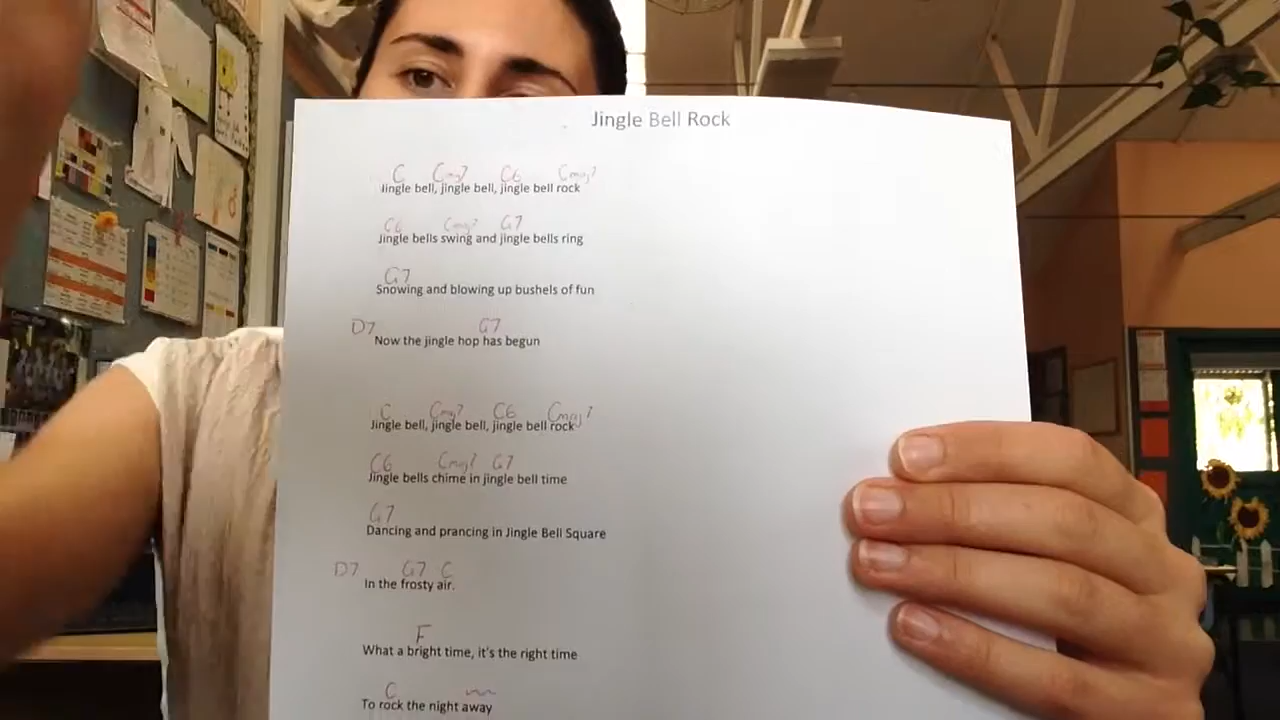 Jingle Bell Rock
C Cmaj7 C6 Cmaj7
Jingle bell, jingle bell, jingle bell rock
C6 Cmaj7 G7
Jingle bells swing and jingle bells ring
G7
Snowing and blowing up bushels of fun
D7 G7
Now the jingle hop has begun
C Cmaj7 C6 Cmaj7
Jingle bell, jingle bell, jingle bell rock
C6 Cmaj7 G7
Jingle bells chime in jingle bell time
G7
Dancing and prancing in Jingle Bell Square
D7 G7 C
In the frosty air.
F
What a bright time, it's the right time
C
To rock the night away